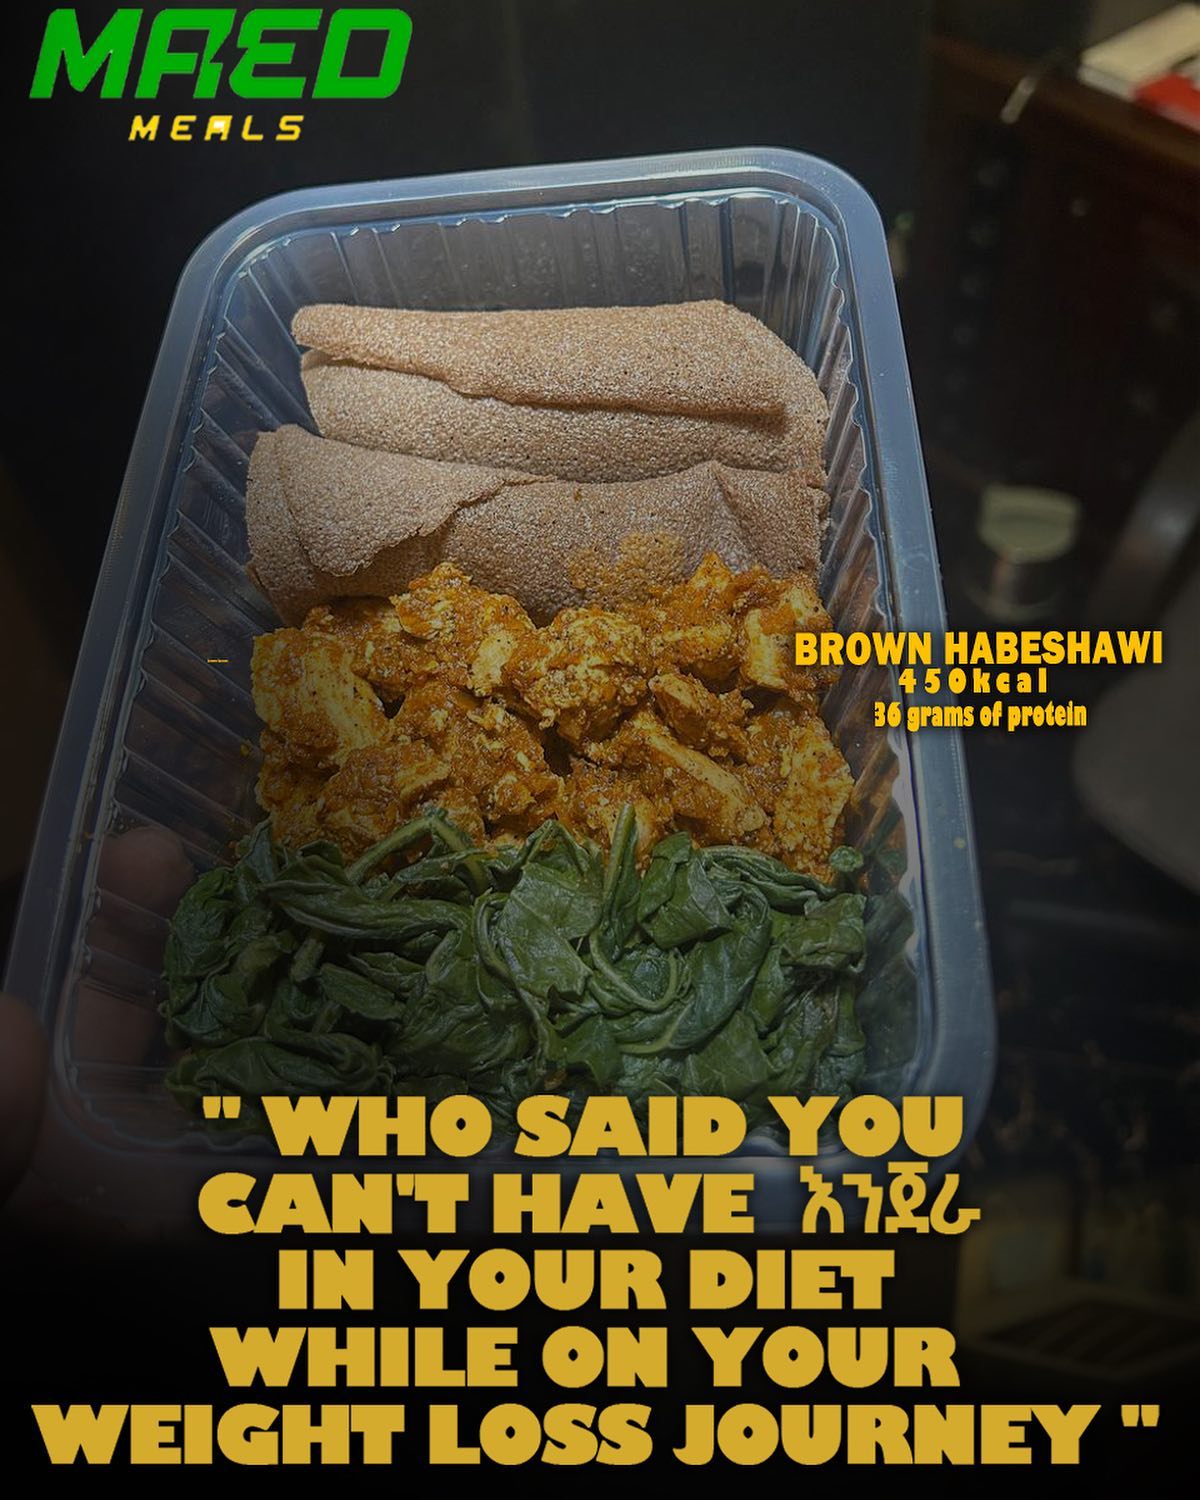 MAED
MEALS
BROWN HABESHAWI
450kcal
36 grams of protein
" WHO SAID YOU
CAN'T HAVE እንጀራ
IN YOUR DIET
WHILE ON YOUR
WEIGHT LOSS JOURNEY "